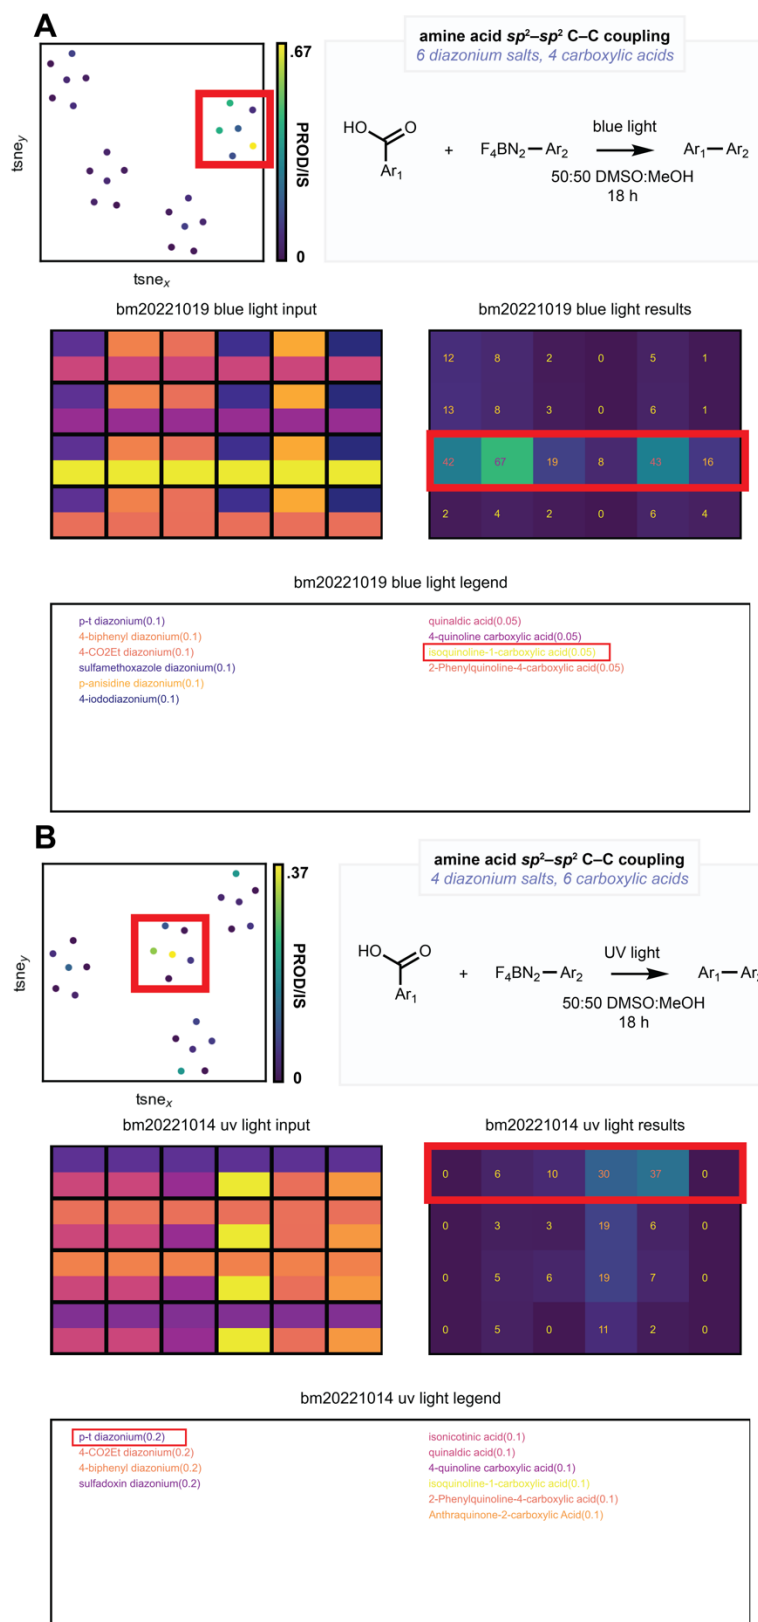 A
amine acid sp²–sp² C–C coupling
6 diazonium salts, 4 carboxylic acids
.67
PROD/IS
0
tsneᵧ
tsneₓ
HO
O
Ar₁
+
F₄BN₂–Ar₂
blue light
50:50 DMSO:MeOH
18 h
Ar₁–Ar₂
bm20221019 blue light input
bm20221019 blue light results
12 8 2 0 5 1
13 8 3 0 6 1
42 67 19 8 43 16
2 4 2 0 6 4
bm20221019 blue light legend
p-t diazonium(0.1)
4-biphenyl diazonium(0.1)
4-CO2Et diazonium(0.1)
sulfamethoxazole diazonium(0.1)
p-anisidine diazonium(0.1)
4-iododiazonium(0.1)
quinaldic acid(0.05)
4-quinoline carboxylic acid(0.05)
isoquinoline-1-carboxylic acid(0.05)
2-Phenylquinoline-4-carboxylic acid(0.05)
B
amine acid sp²–sp² C–C coupling
4 diazonium salts, 6 carboxylic acids
.37
PROD/IS
0
tsneᵧ
tsneₓ
HO
O
Ar₁
+
F₄BN₂–Ar₂
UV light
50:50 DMSO:MeOH
18 h
Ar₁–Ar₂
bm20221014 uv light input
bm20221014 uv light results
0 6 10 30 37 0
0 3 3 19 6 0
0 5 6 19 7 0
0 5 0 11 2 0
bm20221014 uv light legend
p-t diazonium(0.2)
4-CO2Et diazonium(0.2)
4-biphenyl diazonium(0.2)
sulfadoxin diazonium(0.2)
isonicotinic acid(0.1)
quinaldic acid(0.1)
4-quinoline carboxylic acid(0.1)
isoquinoline-1-carboxylic acid(0.1)
2-Phenylquinoline-4-carboxylic acid(0.1)
Anthraquinone-2-carboxylic Acid(0.1)